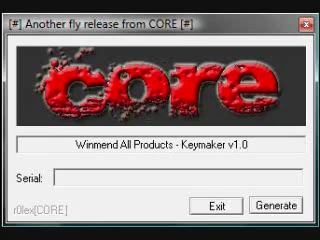 [#] Another fly release from CORE [#]
core
Winmend All Products - Keymaker v1.0
Serial:
r0lex[CORE]
Exit
Generate